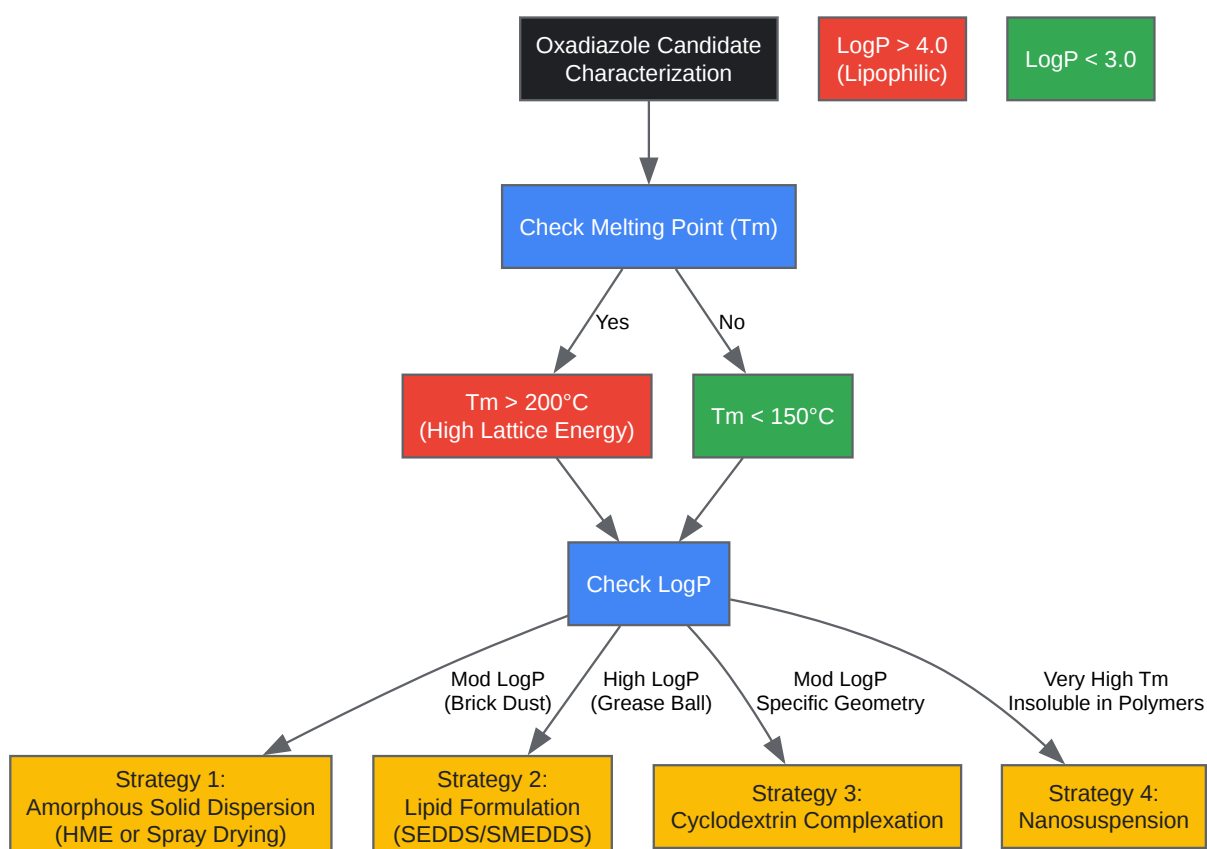 Oxadiazole Candidate
Characterization
LogP > 4.0
(Lipophilic)
LogP < 3.0
Check Melting Point (Tm)
Yes
No
Tm > 200°C
(High Lattice Energy)
Tm < 150°C
Check LogP
Mod LogP
(Brick Dust)
High LogP
(Grease Ball)
Mod LogP
Specific Geometry
Very High Tm
Insoluble in Polymers
Strategy 1:
Amorphous Solid Dispersion
(HME or Spray Drying)
Strategy 2:
Lipid Formulation
(SEDDS/SMEDDS)
Strategy 3:
Cyclodextrin Complexation
Strategy 4:
Nanosuspension